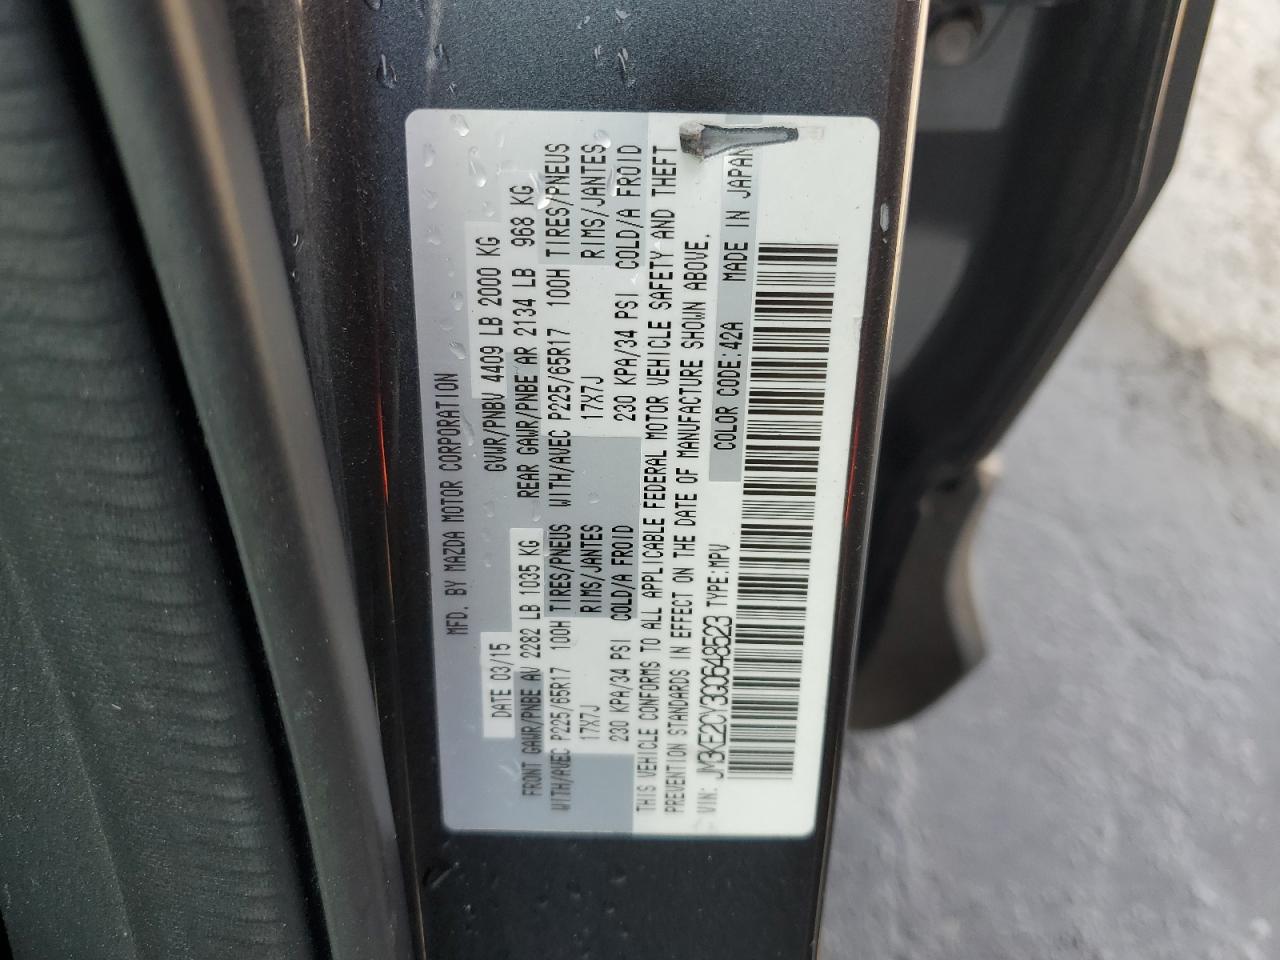 MFD. BY MAZDA MOTOR CORPORATION
DATE 03/15 GVWR/PNBV 4409 LB 2000 KG
FRONT GAWR/PNBE AV 2282 LB 1035 KG REAR GAWR/PNBE AR 2134 LB 968 KG
WITH/AVEC P225/65R17 100H TIRES/PNEUS WITH/AVEC P225/65R17 100H TIRES/PNEUS
17X7J RIMS/JANTES 17X7J RIMS/JANTES
230 KPA/34 PSI COLD/A FROID 230 KPA/34 PSI COLD/A FROID
THIS VEHICLE CONFORMS TO ALL APPLICABLE FEDERAL MOTOR VEHICLE SAFETY AND THEFT
PREVENTION STANDARDS IN EFFECT ON THE DATE OF MANUFACTURE SHOWN ABOVE.
VIN: JM3KE2CY3G0648523 TYPE:MPV COLOR CODE:42A MADE IN JAPAN